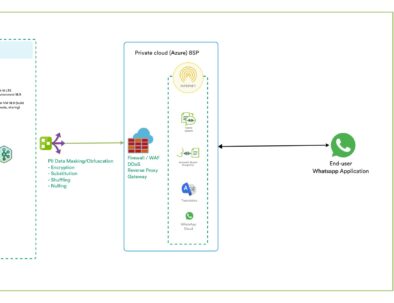 Private cloud (Azure) BSP
INTERNET
PII Data Masking/Obfuscation
- Encryption
- Substitution
- Shuffling
- Nulling
Firewall / WAF
DDoS
Reverse Proxy
Gateway
Translation
WhatsApp
Cloud
End-user
Whatsapp Application